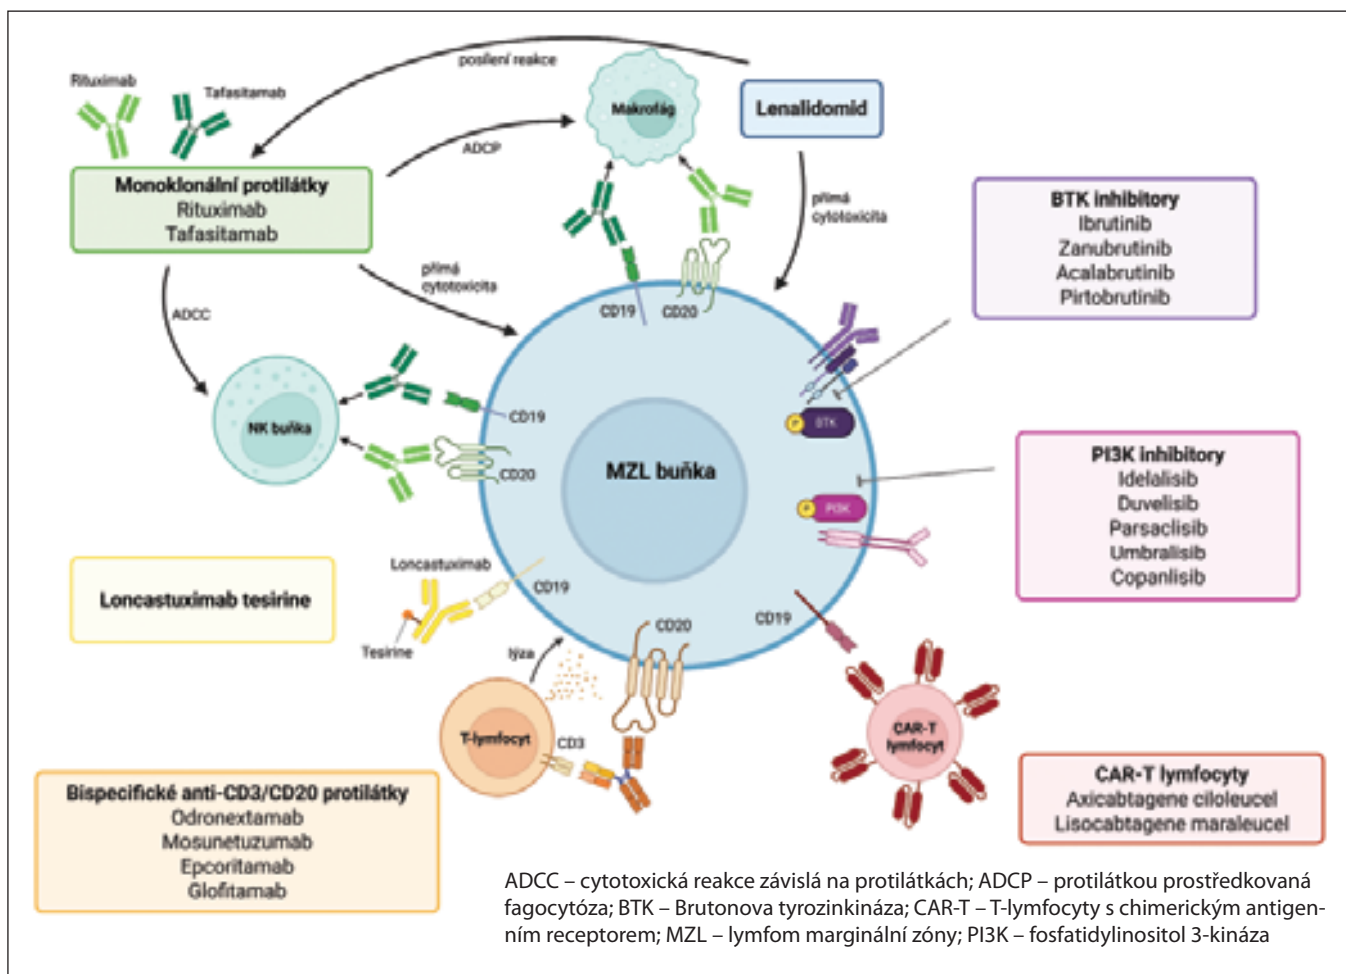 posílení reakce
Rituximab
Tafasitamab
Makrofág
Lenalidomid
ADCP
Monoklonální protilátky
Rituximab
Tafasitamab
přímá
cytotoxicita
BTK inhibitory
Ibrutinib
Zanubrutinib
Acalabrutinib
Pirtobrutinib
přímá
cytotoxicita
ADCC
CD19
CD20
NK buňka
CD19
CD20
MZL buňka
P
BTK
P
PI3K
PI3K inhibitory
Idelalisib
Duvelisib
Parsaclisib
Umbralisib
Copanlisib
Loncastuximab tesirine
Loncastuximab
Tesirine
CD19
CD20
CD19
lýza
T-lymfocyt
CD3
CAR-T
lymfocyt
Bispecifické anti-CD3/CD20 protilátky
Odronextamab
Mosunetuzumab
Epcoritamab
Glofitamab
CAR-T lymfocyty
Axicabtagene ciloleucel
Lisocabtagene maraleucel
ADCC – cytotoxická reakce závislá na protilátkách; ADCP – protilátkou prostředkovaná
fagocytóza; BTK – Brutonova tyrozinkináza; CAR-T – T-lymfocyty s chimerickým antigen-
ním receptorem; MZL – lymfom marginální zóny; PI3K – fosfatidylinositol 3-kináza